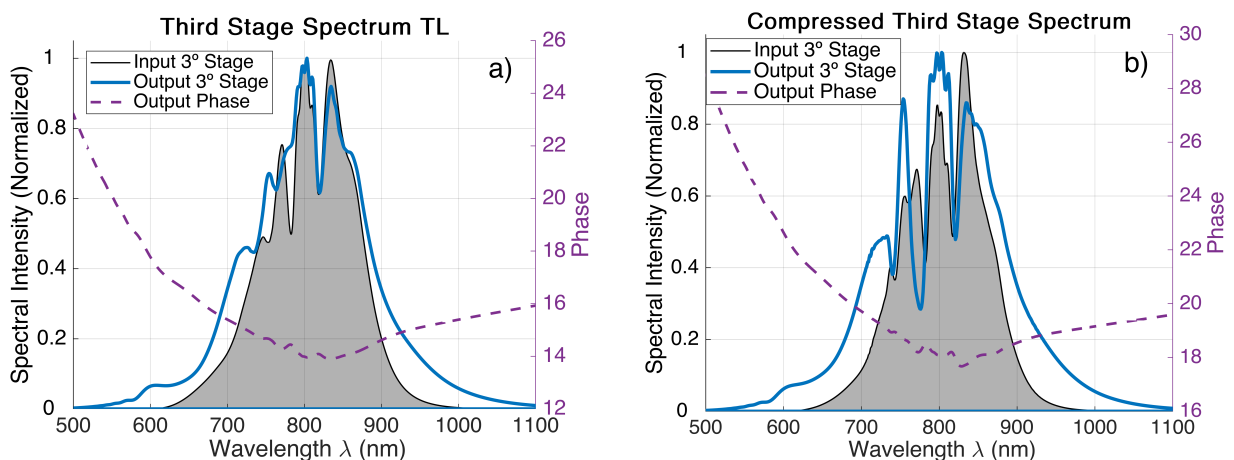 Third Stage Spectrum TL
Input 3º Stage
Output 3º Stage
Output Phase
a)
Spectral Intensity (Normalized)
1
0.8
0.6
0.4
0.2
0
26
24
22
20
18
16
14
12
Phase
500 600 700 800 900 1000 1100
Wavelength λ (nm)
Compressed Third Stage Spectrum
Input 3º Stage
Output 3º Stage
Output Phase
b)
Spectral Intensity (Normalized)
1
0.8
0.6
0.4
0.2
0
30
28
26
24
22
20
18
16
Phase
500 600 700 800 900 1000 1100
Wavelength λ (nm)